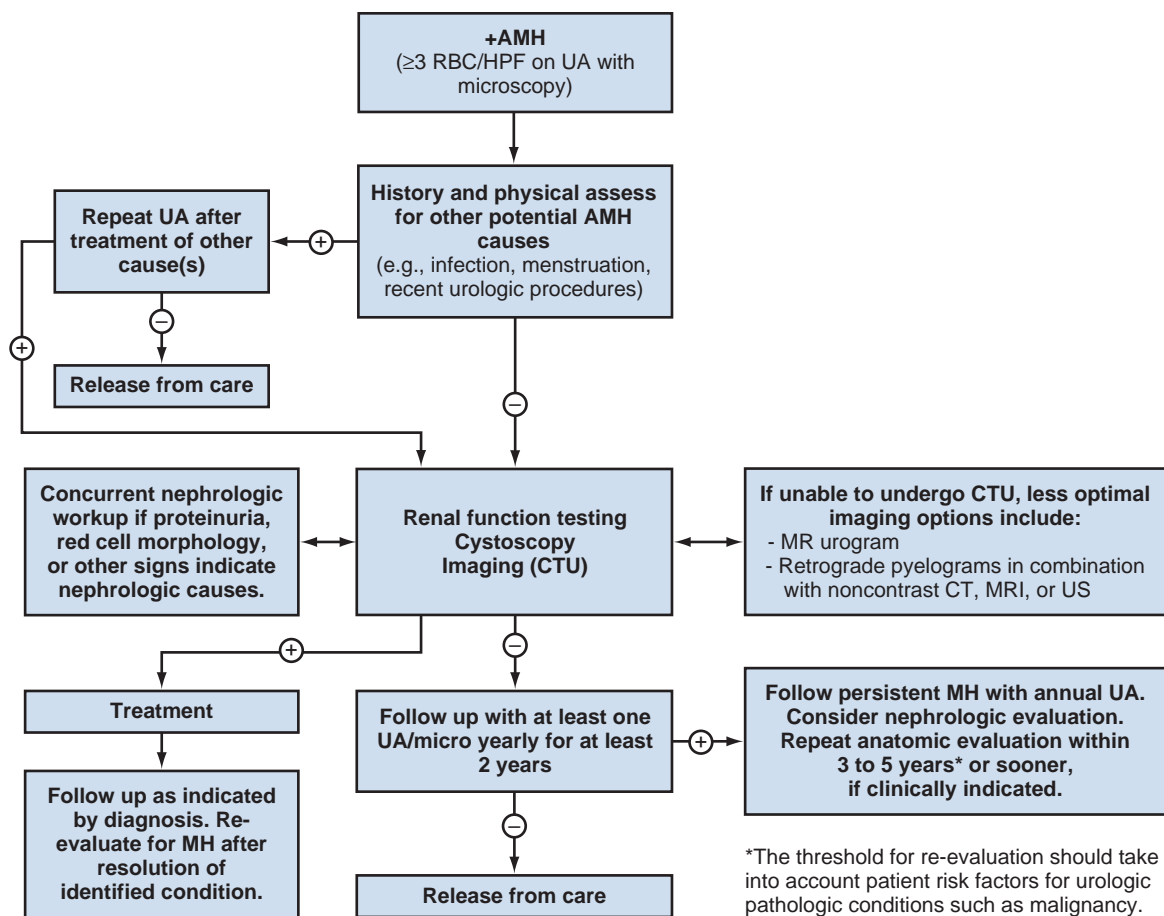 +AMH
(≥3 RBC/HPF on UA with
microscopy)
History and physical assess
for other potential AMH
causes
(e.g., infection, menstruation,
recent urologic procedures)
Repeat UA after
treatment of other
cause(s)
+
−
+
Release from care
−
Concurrent nephrologic
workup if proteinuria,
red cell morphology,
or other signs indicate
nephrologic causes.
Renal function testing
Cystoscopy
Imaging (CTU)
If unable to undergo CTU, less optimal
imaging options include:
- MR urogram
- Retrograde pyelograms in combination
with noncontrast CT, MRI, or US
+
−
Treatment
Follow up as indicated
by diagnosis. Re-
evaluate for MH after
resolution of
identified condition.
Follow up with at least one
UA/micro yearly for at least
2 years
+
Follow persistent MH with annual UA.
Consider nephrologic evaluation.
Repeat anatomic evaluation within
3 to 5 years* or sooner,
if clinically indicated.
−
Release from care
*The threshold for re-evaluation should take
into account patient risk factors for urologic
pathologic conditions such as malignancy.